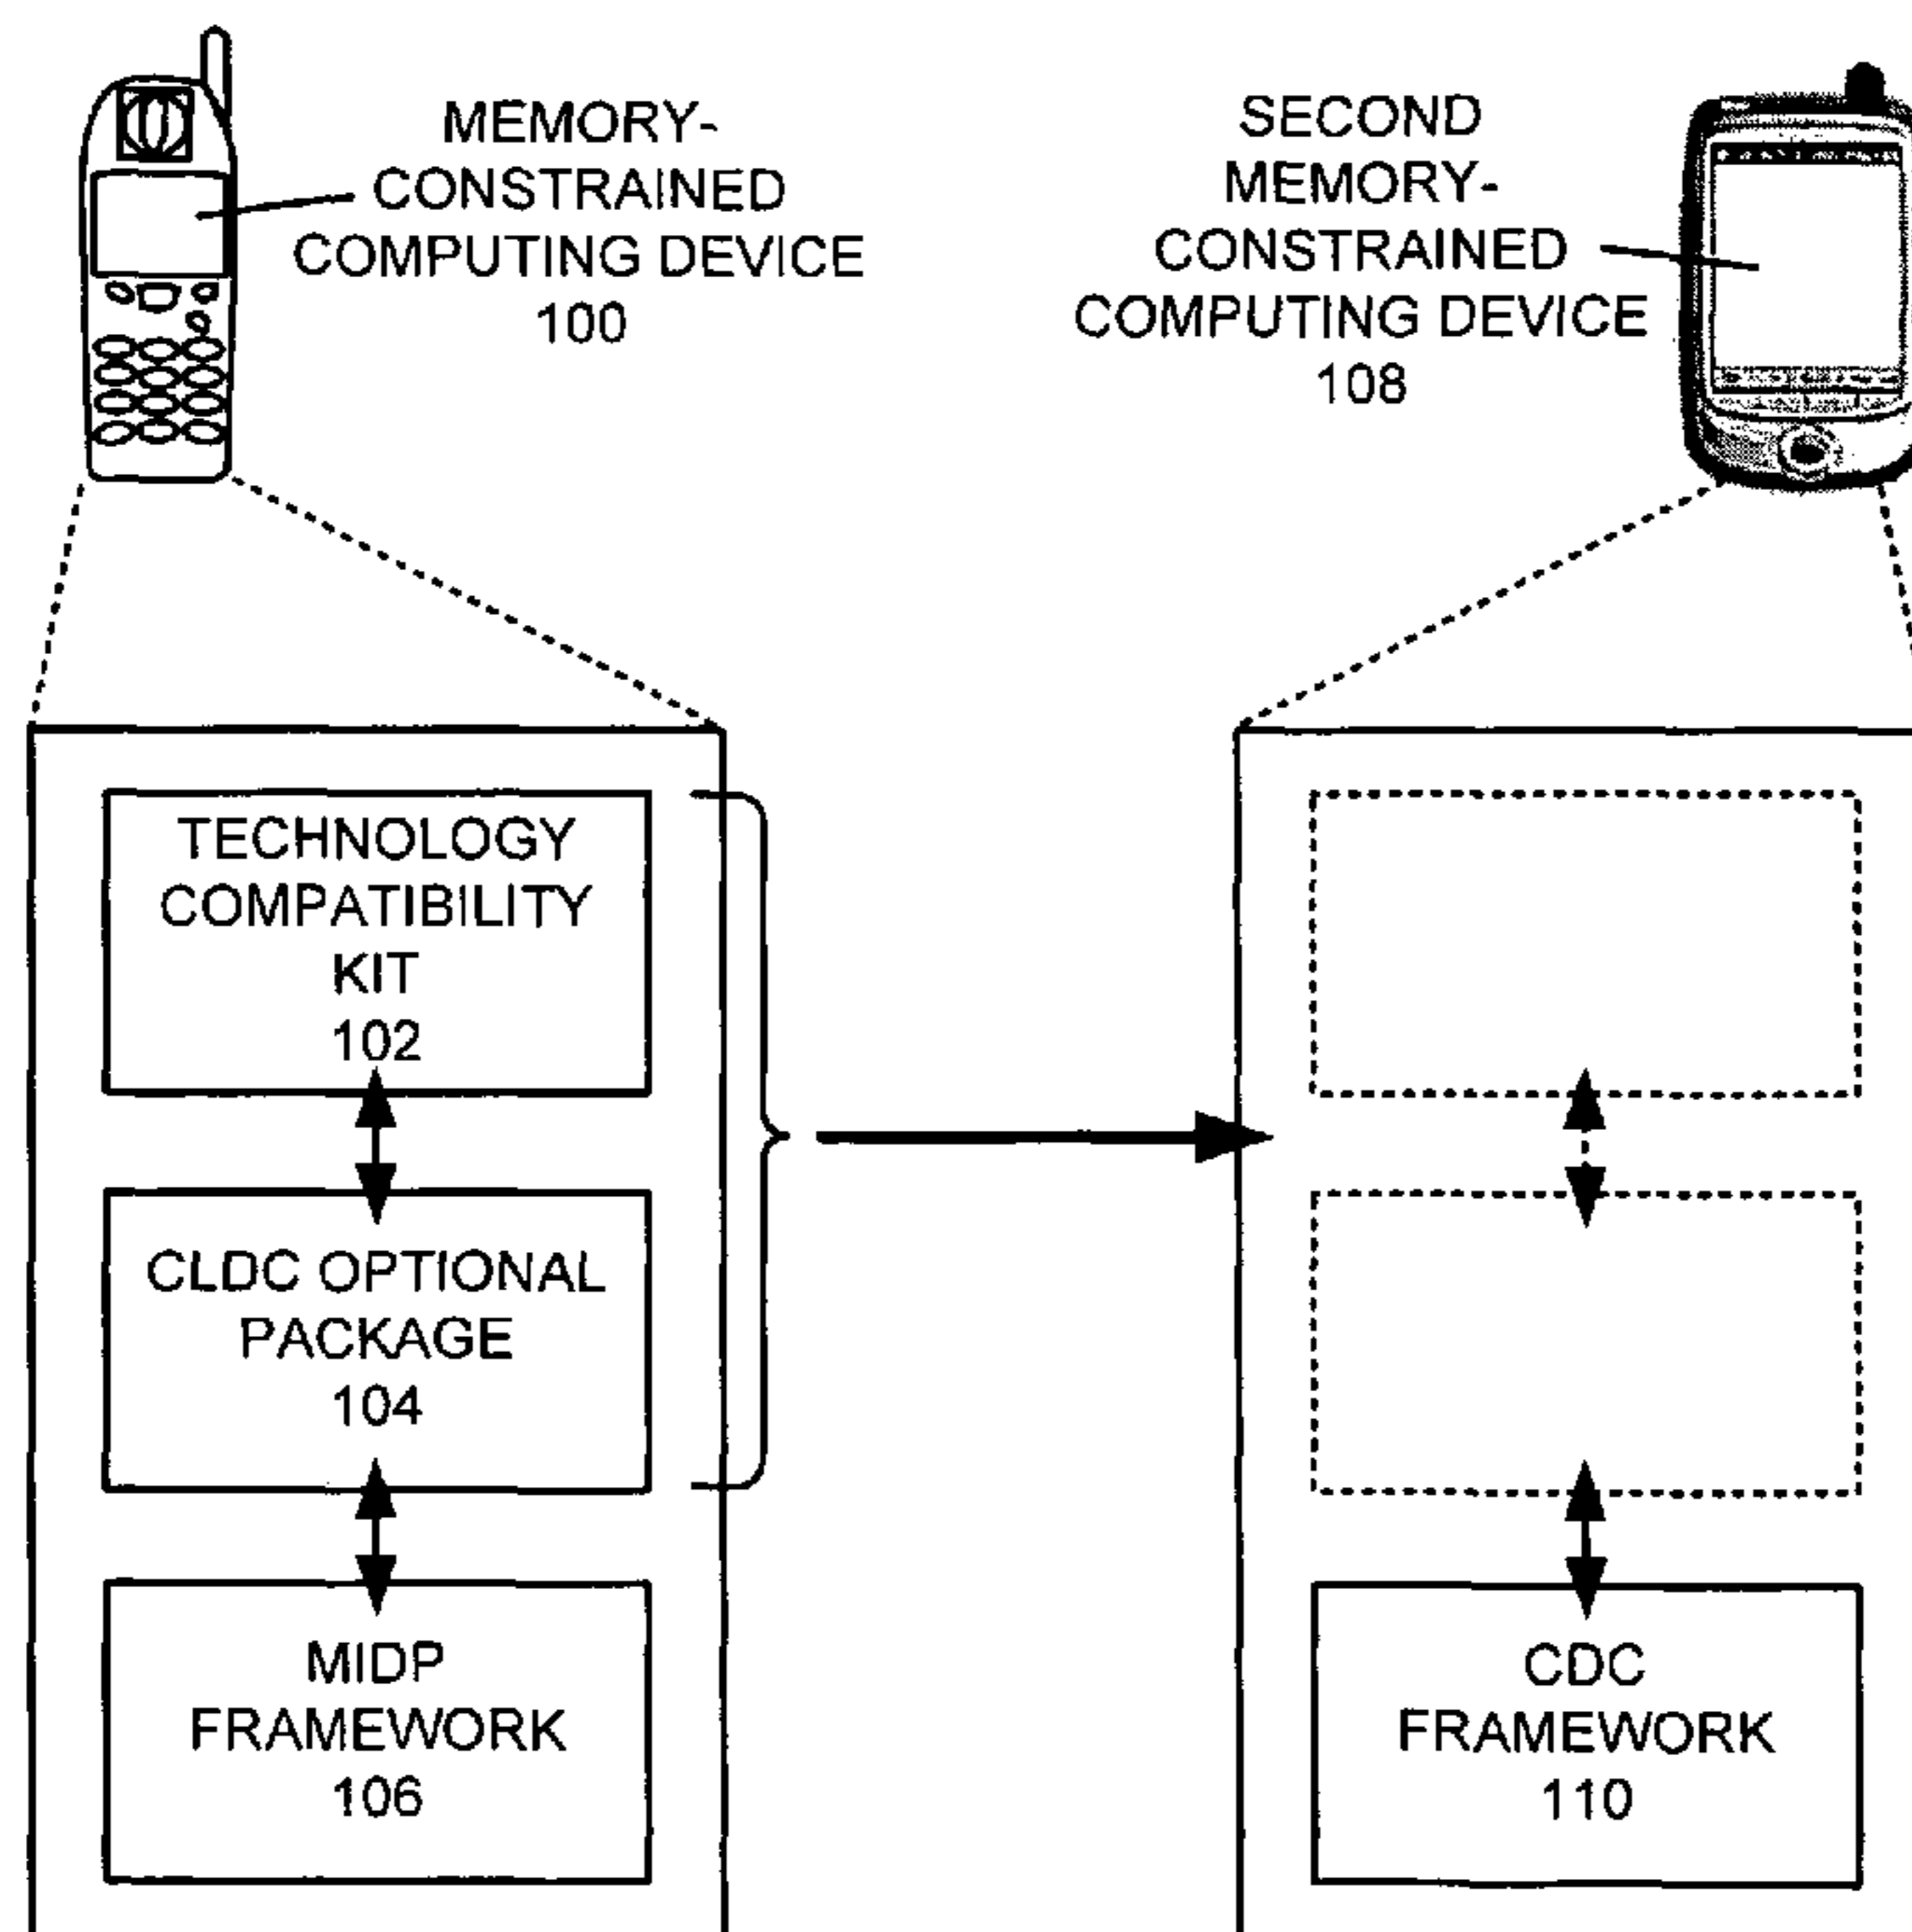 MEMORY-
CONSTRAINED
COMPUTING DEVICE
100
SECOND
MEMORY-
CONSTRAINED
COMPUTING DEVICE
108
TECHNOLOGY
COMPATIBILITY
KIT
102
CLDC OPTIONAL
PACKAGE
104
MIDP
FRAMEWORK
106
CDC
FRAMEWORK
110